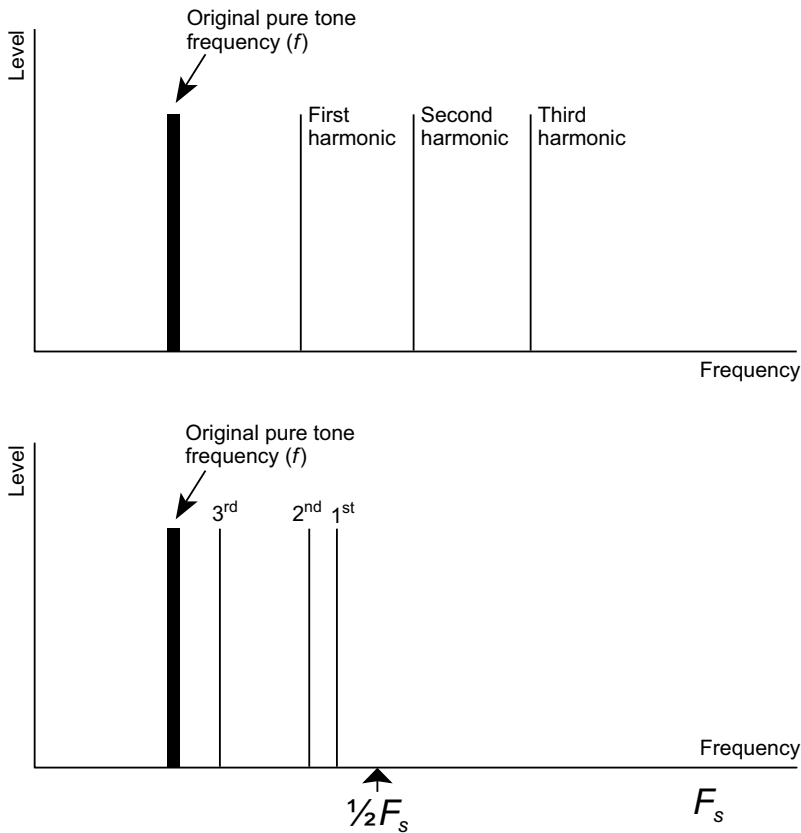 Original pure tone
frequency (f)
Level
First
harmonic
Second
harmonic
Third
harmonic
Frequency
Original pure tone
frequency (f)
Level
3rd
2nd
1st
Frequency
½Fs
Fs